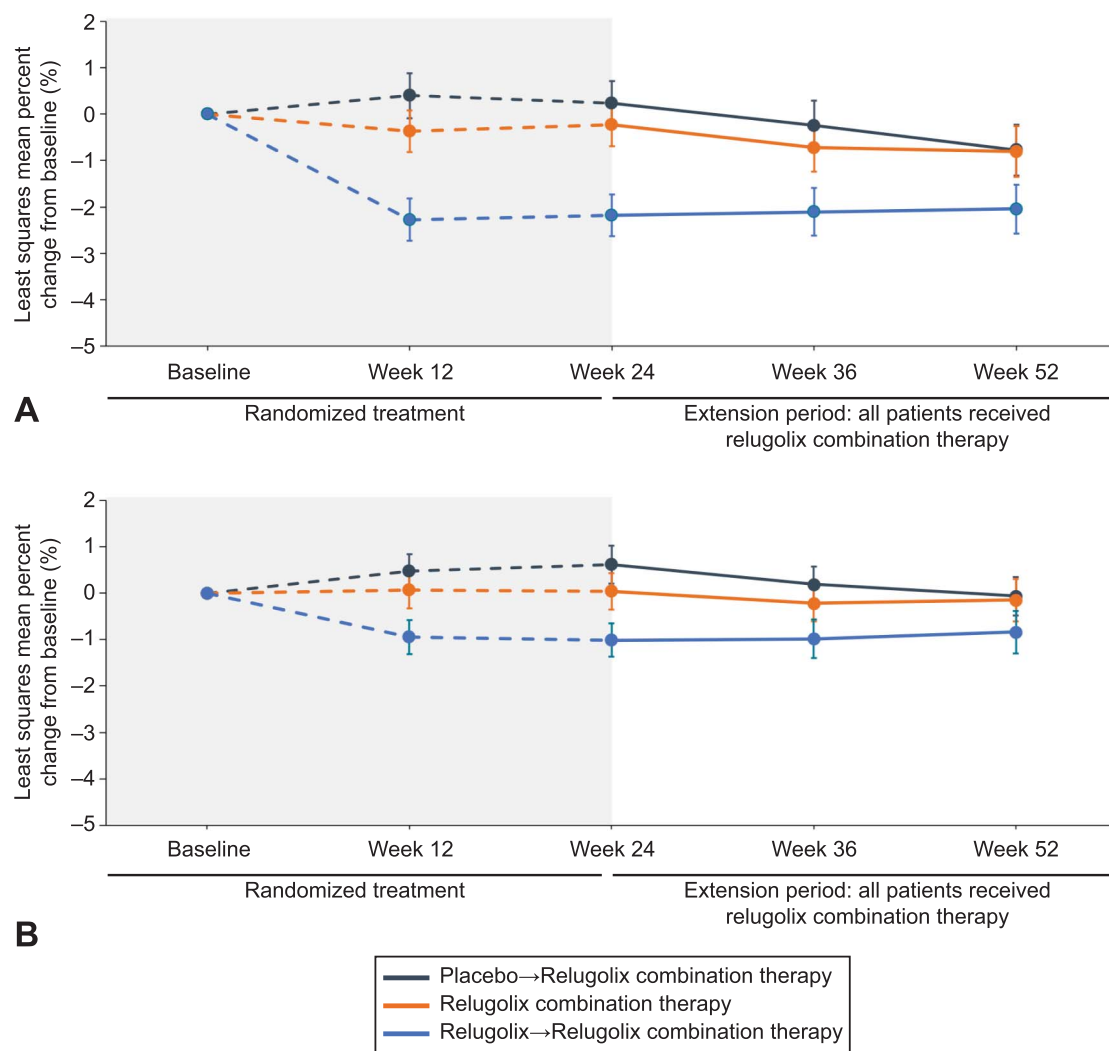 Least squares mean percent
change from baseline (%)
2
1
0
–1
–2
–3
–4
–5
Baseline
Week 12
Week 24
Week 36
Week 52
Randomized treatment
Extension period: all patients received
relugolix combination therapy
A
Least squares mean percent
change from baseline (%)
2
1
0
–1
–2
–3
–4
–5
Baseline
Week 12
Week 24
Week 36
Week 52
Randomized treatment
Extension period: all patients received
relugolix combination therapy
B
Placebo→Relugolix combination therapy
Relugolix combination therapy
Relugolix→Relugolix combination therapy